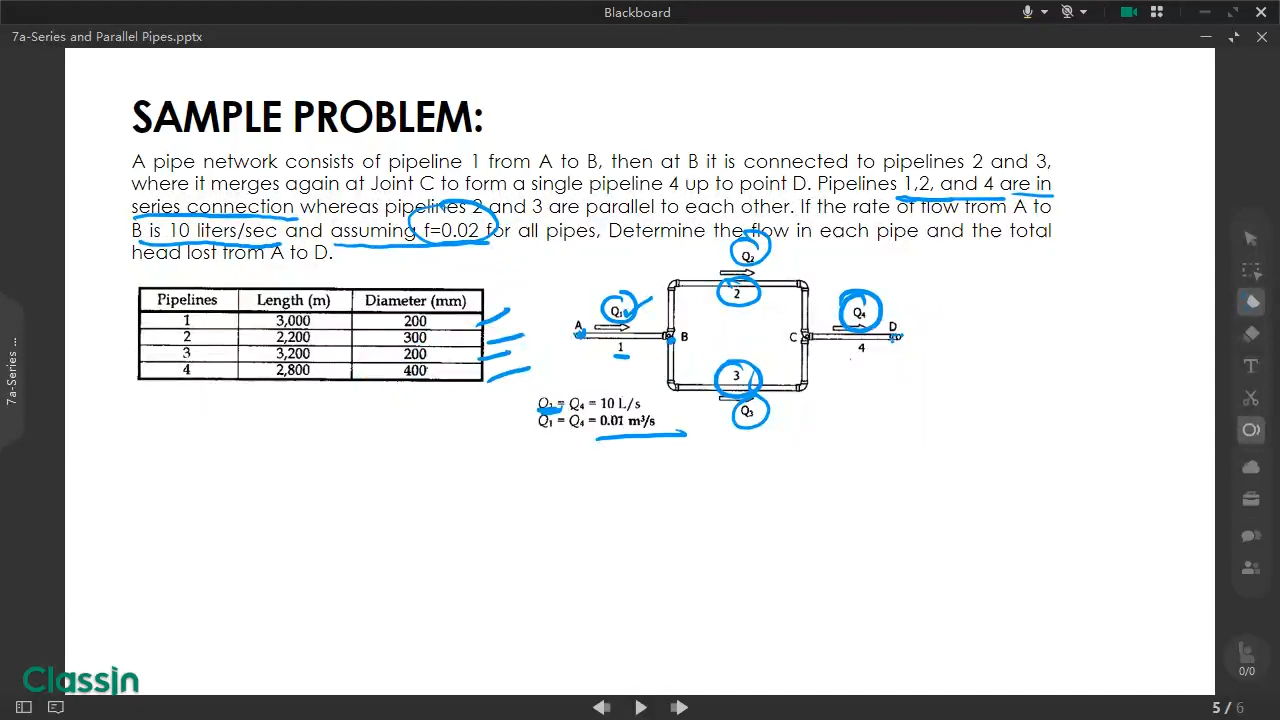 Blackboard
7a-Series and Parallel Pipes.pptx
SAMPLE PROBLEM:
A pipe network consists of pipeline 1 from A to B, then at B it is connected to pipelines 2 and 3,
where it merges again at Joint C to form a single pipeline 4 up to point D. Pipelines 1,2, and 4 are in
series connection whereas pipelines 2 and 3 are parallel to each other. If the rate of flow from A to
B is 10 liters/sec and assuming f=0.02 for all pipes, Determine the flow in each pipe and the total
head lost from A to D.
Pipelines Length (m) Diameter (mm)
1 3,000 200
2 2,200 300
3 3,200 200
4 2,800 400
Q₂
2
A Q₁ B 1
C Q₄ D 4
3
Q₃
Q₁ = Q₄ = 10 L/s
Q₁ = Q₄ = 0.01 m³/s
7a-Series ...
0/0
ClassIn
5 / 6